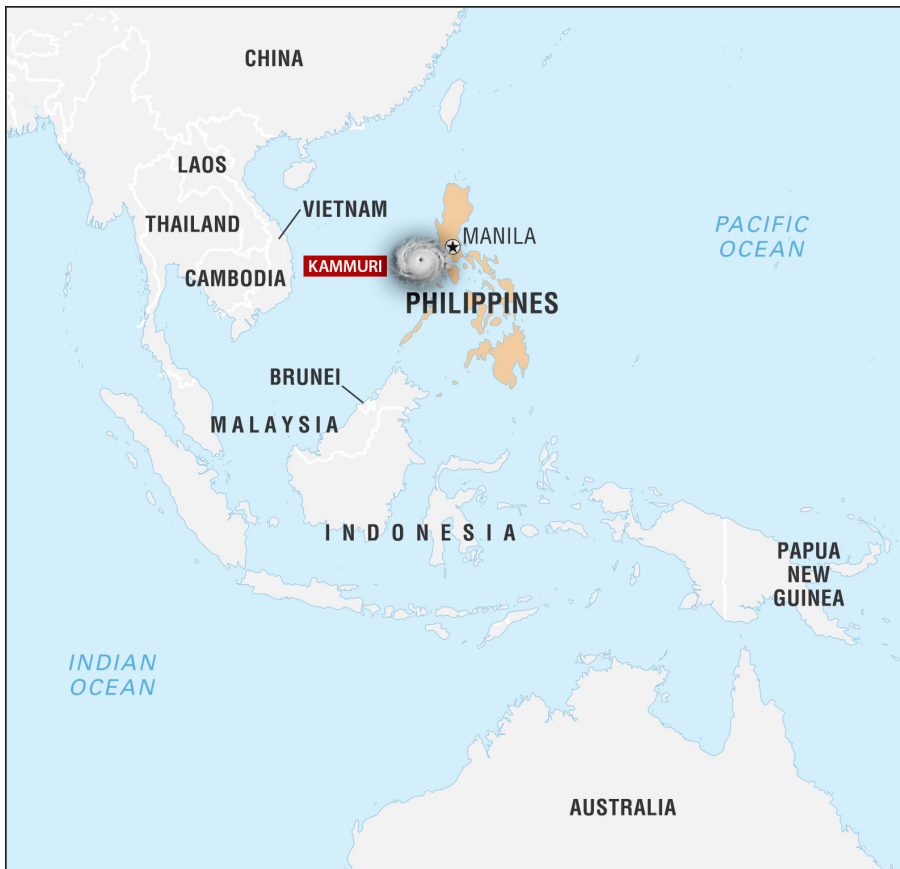 CHINA
LAOS
VIETNAM
THAILAND
PACIFIC
OCEAN
MANILA
KAMMURI
CAMBODIA
PHILIPPINES
BRUNEI
MALAYSIA
INDONESIA
PAPUA
NEW
GUINEA
INDIAN
OCEAN
AUSTRALIA